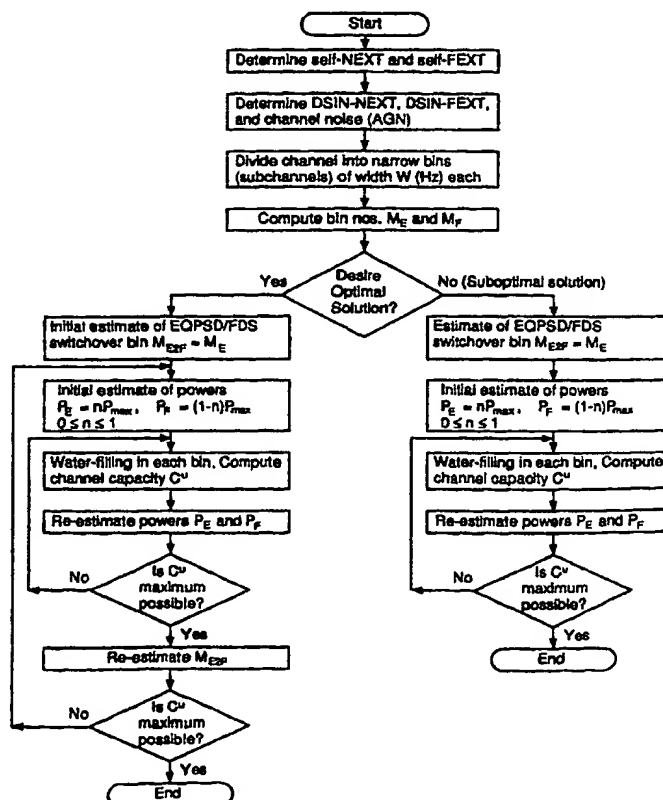 Start
Determine self-NEXT and self-FEXT
Determine DSIN-NEXT, DSIN-FEXT,
and channel noise (AGN)
Divide channel into narrow bins
(subchannels) of width W (Hz) each
Compute bin nos. M_E and M_F
Desire
Optimal
Solution?
Yes
No (Suboptimal solution)
Initial estimate of EQPSD/FDS
switchover bin M_E2F = M_E
Initial estimate of powers
P_E = nP_max, P_F = (1-n)P_max
0 ≤ n ≤ 1
Water-filling in each bin, Compute
channel capacity C^u
Re-estimate powers P_E and P_F
Is C^u
maximum
possible?
No
Yes
Re-estimate M_E2F
Is C^u
maximum
possible?
No
Yes
End
Estimate of EQPSD/FDS
switchover bin M_E2F = M_E
Initial estimate of powers
P_E = nP_max, P_F = (1-n)P_max
0 ≤ n ≤ 1
Water-filling in each bin, Compute
channel capacity C^u
Re-estimate powers P_E and P_F
Is C^u
maximum
possible?
No
Yes
End